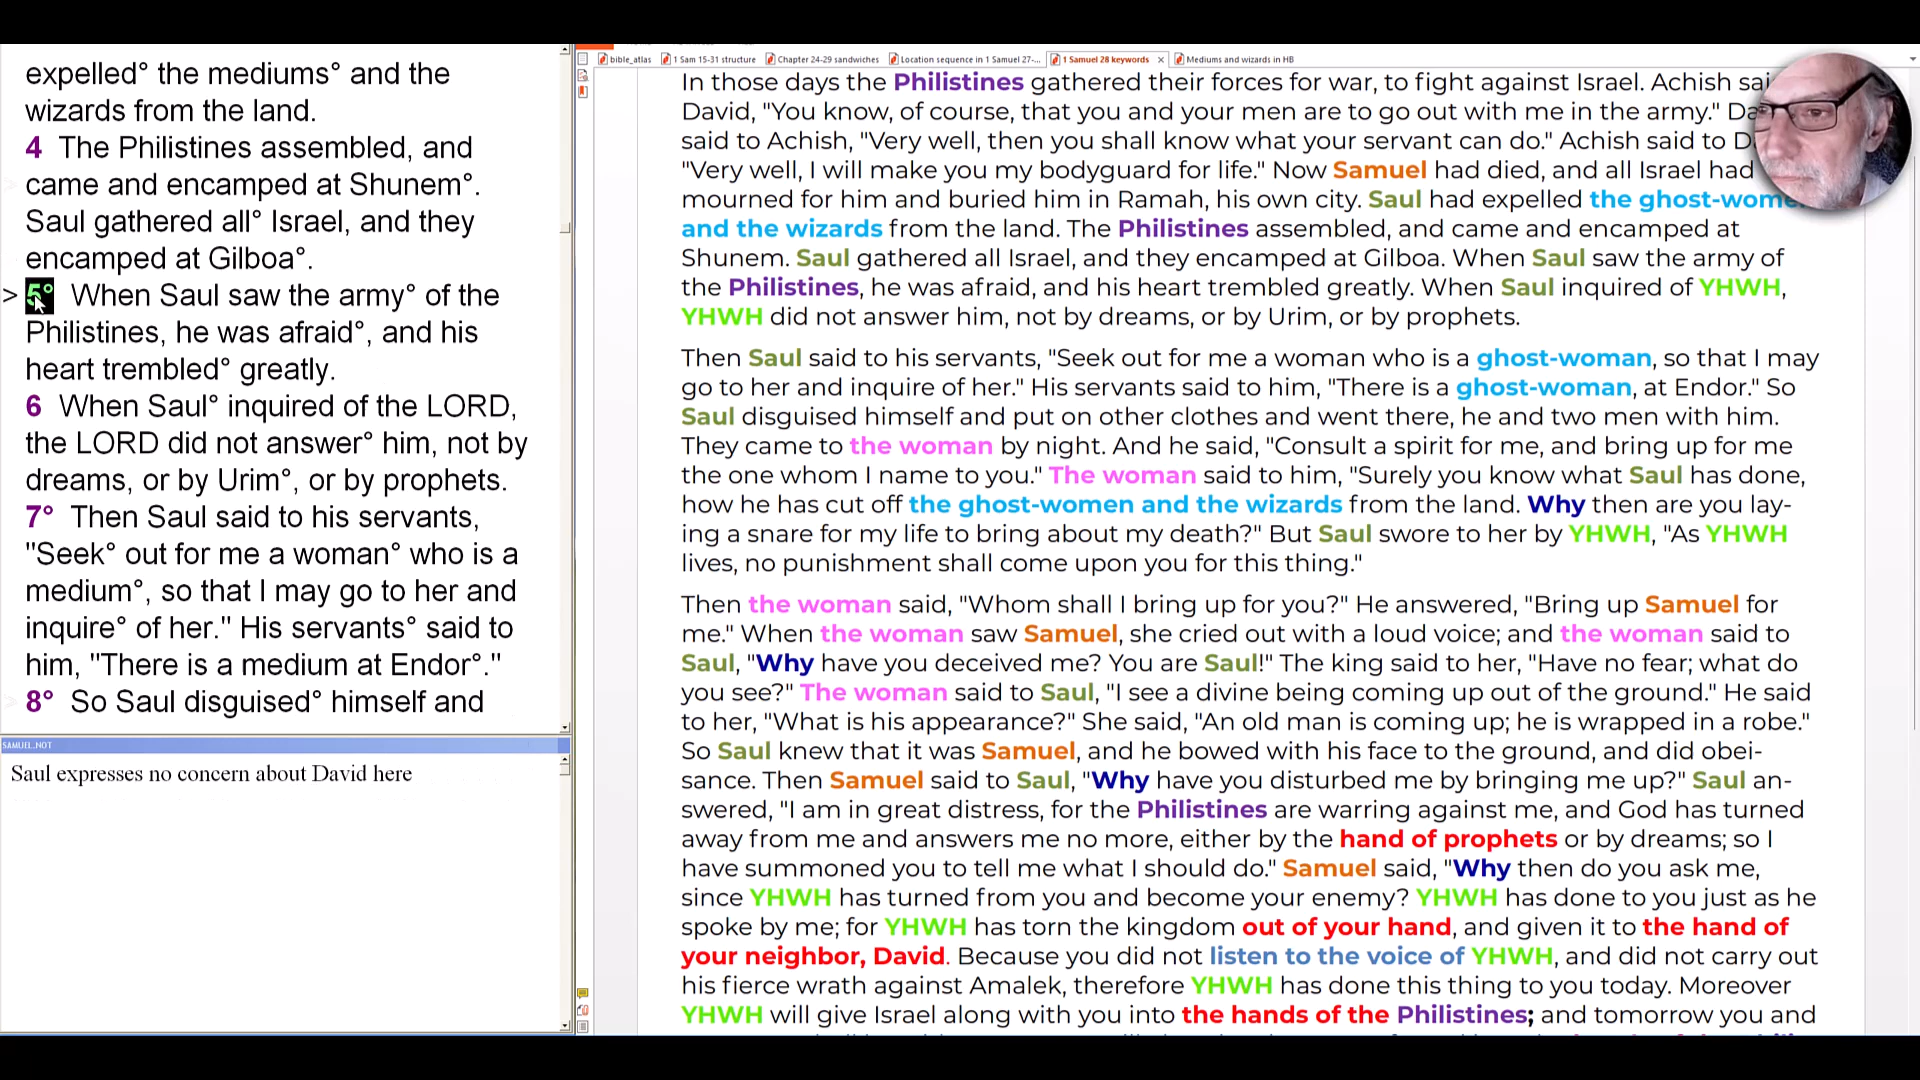 expelled° the mediums° and the
wizards from the land.
4 The Philistines assembled, and
came and encamped at Shunem°.
Saul gathered all° Israel, and they
encamped at Gilboa°.
> 5° When Saul saw the army° of the
Philistines, he was afraid°, and his
heart trembled° greatly.
6 When Saul° inquired of the LORD,
the LORD did not answer° him, not by
dreams, or by Urim°, or by prophets.
7° Then Saul said to his servants,
"Seek° out for me a woman° who is a
medium°, so that I may go to her and
inquire° of her." His servants° said to
him, "There is a medium at Endor°."
8° So Saul disguised° himself and
SAMUEL.NOT
Saul expresses no concern about David here
bible_atlas
1 Sam 15-31 structure
Chapter 24-29 sandwiches
Location sequence in 1 Samuel 27-...
1 Samuel 28 keywords ×
Mediums and wizards in HB
In those days the Philistines gathered their forces for war, to fight against Israel. Achish
David, "You know, of course, that you and your men are to go out with me in the army."
said to Achish, "Very well, then you shall know what your servant can do." Achish said to
"Very well, I will make you my bodyguard for life." Now Samuel had died, and all Israel had
mourned for him and buried him in Ramah, his own city. Saul had expelled the
and the wizards from the land. The Philistines assembled, and came and encamped at
Shunem. Saul gathered all Israel, and they encamped at Gilboa. When Saul saw the army of
the Philistines, he was afraid, and his heart trembled greatly. When Saul inquired of YHWH,
YHWH did not answer him, not by dreams, or by Urim, or by prophets.
Then Saul said to his servants, "Seek out for me a woman who is a ghost-woman, so that I may
go to her and inquire of her." His servants said to him, "There is a ghost-woman, at Endor." So
Saul disguised himself and put on other clothes and went there, he and two men with him.
They came to the woman by night. And he said, "Consult a spirit for me, and bring up for me
the one whom I name to you." The woman said to him, "Surely you know what Saul has done,
how he has cut off the ghost-women and the wizards from the land. Why then are you lay-
ing a snare for my life to bring about my death?" But Saul swore to her by YHWH, "As YHWH
lives, no punishment shall come upon you for this thing."
Then the woman said, "Whom shall I bring up for you?" He answered, "Bring up Samuel for
me." When the woman saw Samuel, she cried out with a loud voice; and the woman said to
Saul, "Why have you deceived me? You are Saul!" The king said to her, "Have no fear; what do
you see?" The woman said to Saul, "I see a divine being coming up out of the ground." He said
to her, "What is his appearance?" She said, "An old man is coming up; he is wrapped in a robe."
So Saul knew that it was Samuel, and he bowed with his face to the ground, and did obei-
sance. Then Samuel said to Saul, "Why have you disturbed me by bringing me up?" Saul an-
swered, "I am in great distress, for the Philistines are warring against me, and God has turned
away from me and answers me no more, either by the hand of prophets or by dreams; so I
have summoned you to tell me what I should do." Samuel said, "Why then do you ask me,
since YHWH has turned from you and become your enemy? YHWH has done to you just as he
spoke by me; for YHWH has torn the kingdom out of your hand, and given it to the hand of
your neighbor, David. Because you did not listen to the voice of YHWH, and did not carry out
his fierce wrath against Amalek, therefore YHWH has done this thing to you today. Moreover
YHWH will give Israel along with you into the hands of the Philistines; and tomorrow you and